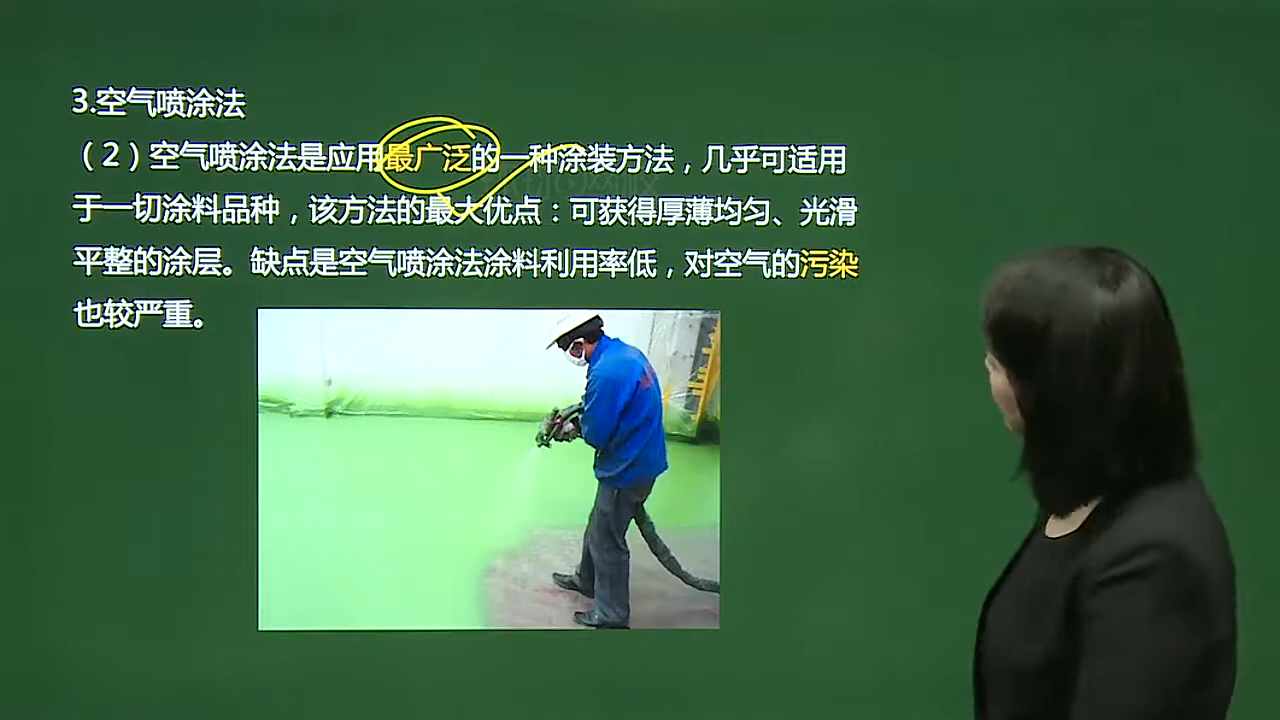 3.空气喷涂法
（2）空气喷涂法是应用最广泛的一种涂装方法，几乎可适用
于一切涂料品种，该方法的最大优点：可获得厚薄均匀、光滑
平整的涂层。缺点是空气喷涂法涂料利用率低，对空气的污染
也较严重。